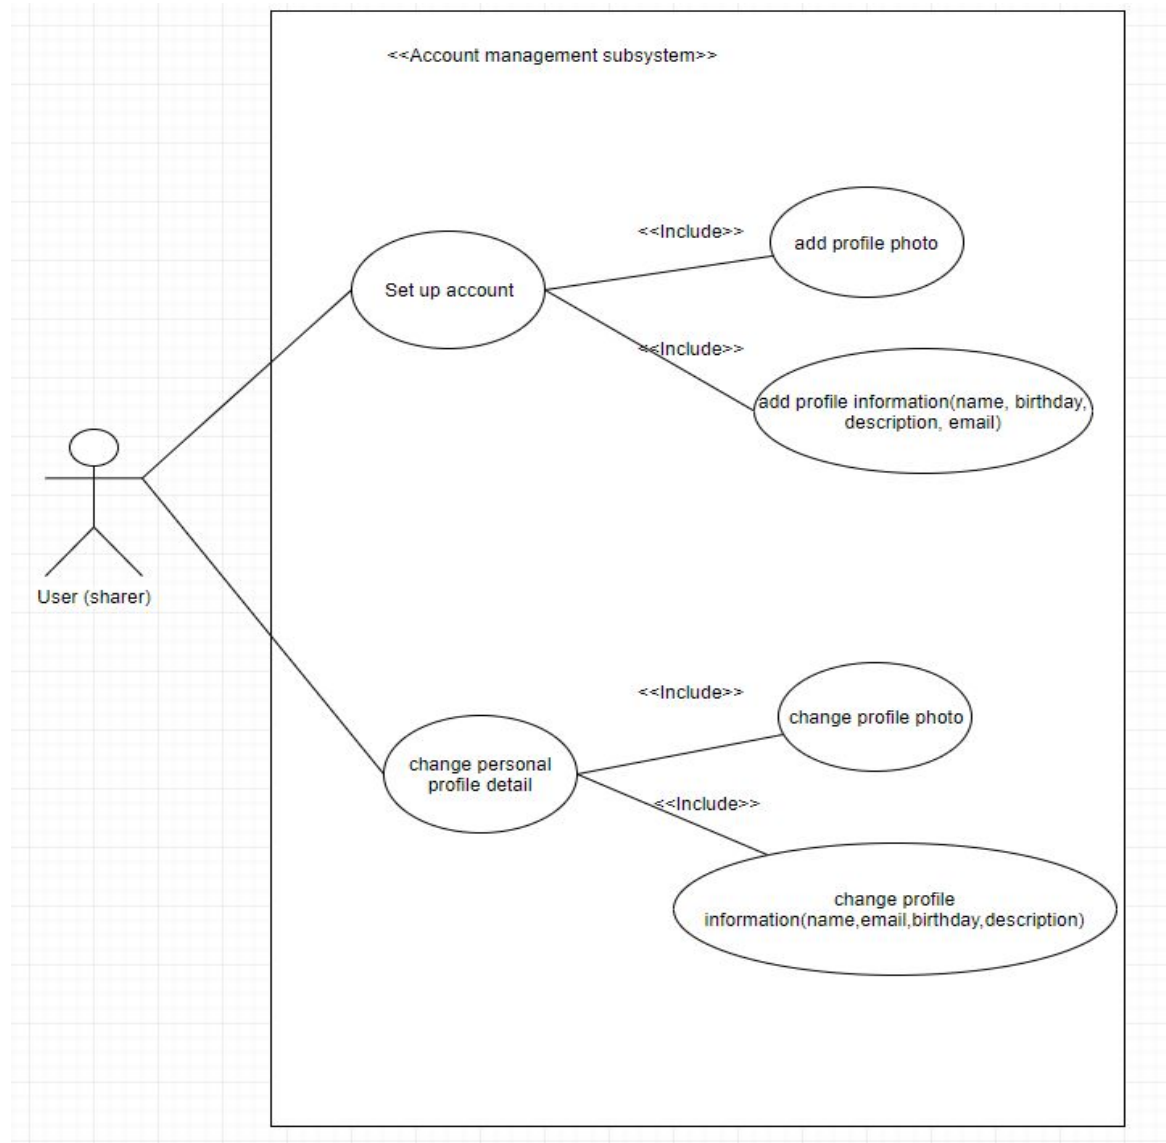 <<Account management subsystem>>
<<Include>>
add profile photo
Set up account
<<Include>>
add profile information(name, birthday,
description, email)
User (sharer)
<<Include>>
change profile photo
change personal
profile detail
<<Include>>
change profile
information(name,email,birthday,description)